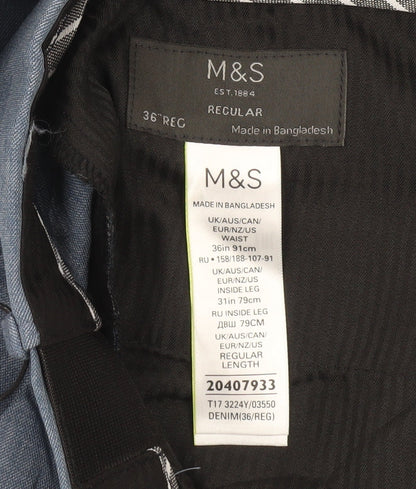 M&S
EST.1884
REGULAR
36" REG
Made in Bangladesh
M&S
MADE IN BANGLADESH
UK/AUS/CAN/
EUR/NZ/US
WAIST
36in 91cm
RU • 158/188-107-91
UK/AUS/CAN/
EUR/NZ/US
INSIDE LEG
31in 79cm
RU INSIDE LEG
ДВШ 79CM
UK/AUS/CAN/
EUR/NZ/US
REGULAR
LENGTH
20407933
T17 3224Y/03550
DENIM(36/REG)